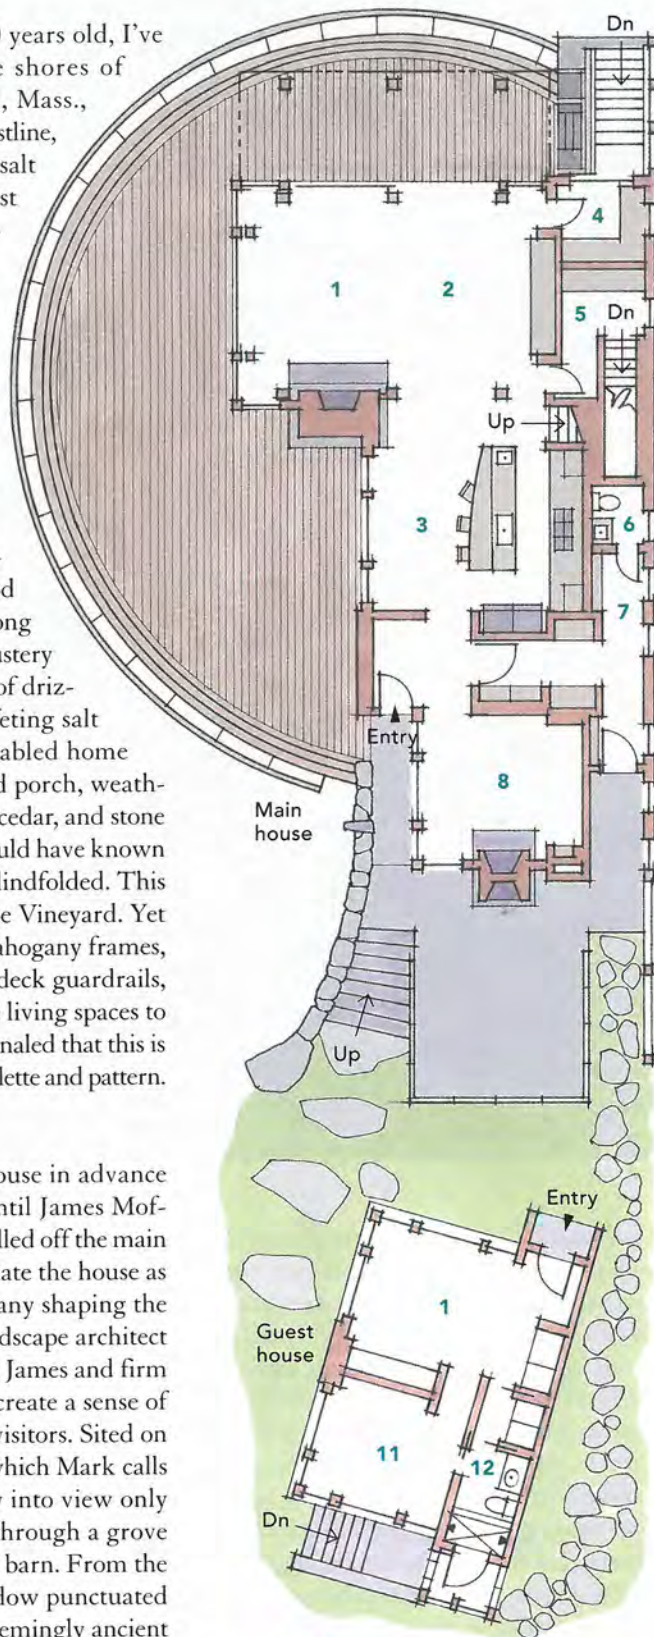 years old, I've
shores of
, Mass.,
stline,
salt
st
d
ong
ustery
of driz-
feting salt
abled home
d porch, weath-
cedar, and stone
uld have known
lindfolded. This
e Vineyard. Yet
ahogany frames,
deck guardrails,
living spaces to
naled that this is
lette and pattern.
ouse in advance
ntil James Mof-
lled off the main
ate the house as
any shaping the
dscape architect
James and firm
create a sense of
visitors. Sited on
which Mark calls
into view only
hrough a grove
barn. From the
dow punctuated
emingly ancient
Dn
4
1
2
5
Dn
Up
3
6
7
Entry
8
Main
house
Up
Entry
1
Guest
house
11
12
Dn